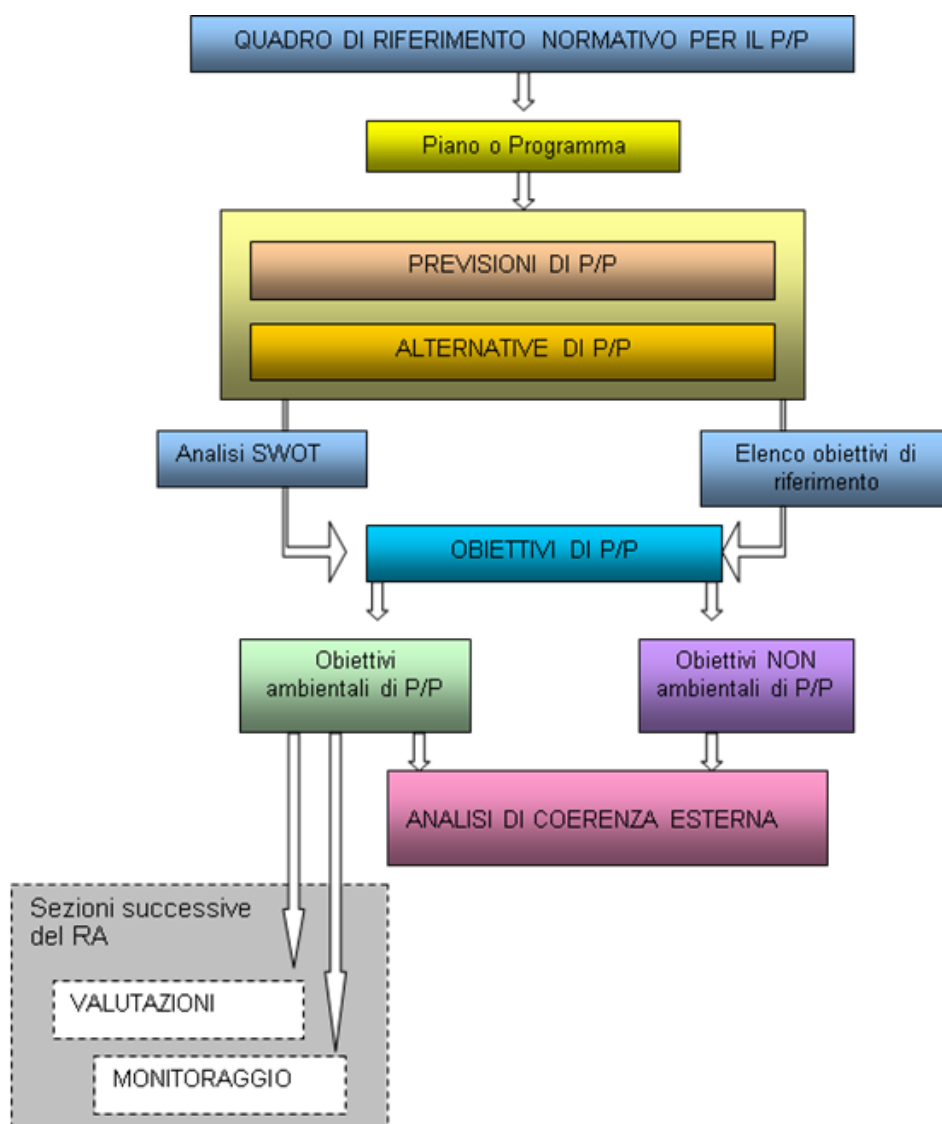 QUADRO DI RIFERIMENTO NORMATIVO PER IL P/P
Piano o Programma
PREVISIONI DI P/P
ALTERNATIVE DI P/P
Analisi SWOT
Elenco obiettivi di
riferimento
OBIETTIVI DI P/P
Obiettivi
ambientali di P/P
Obiettivi NON
ambientali di P/P
ANALISI DI COERENZA ESTERNA
Sezioni successive
del RA
VALUTAZIONI
MONITORAGGIO